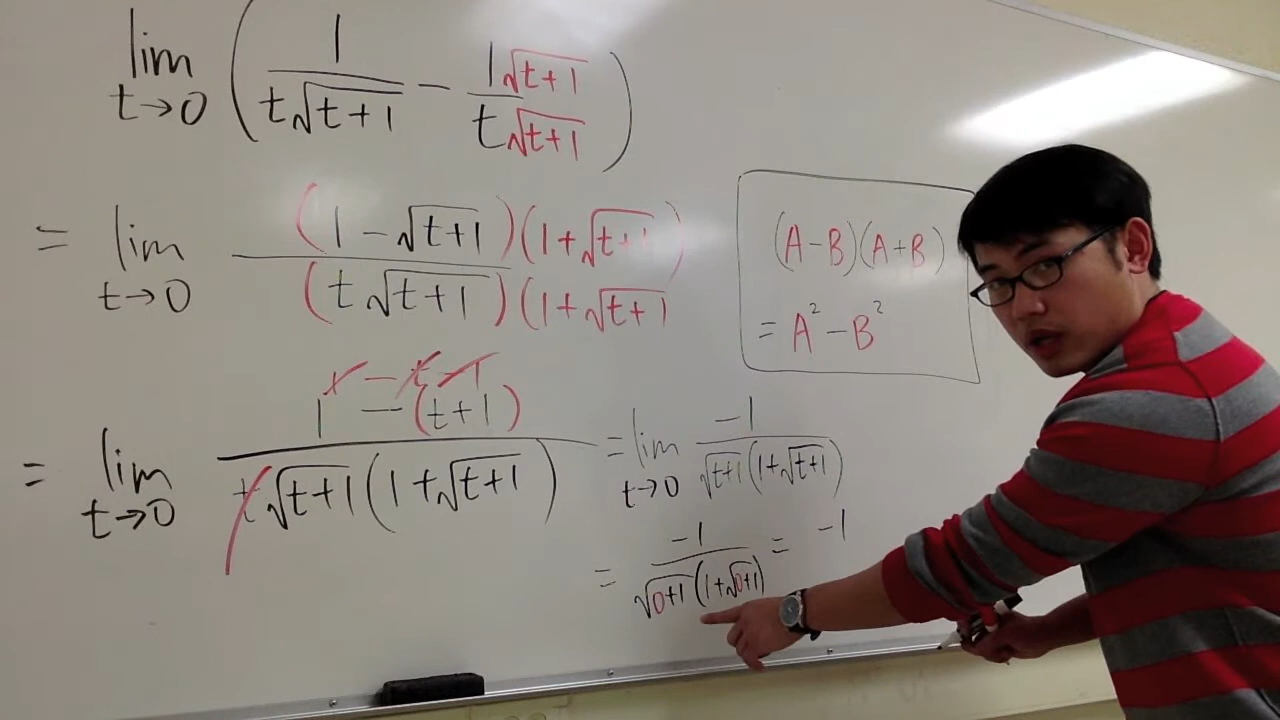 lim t→0 ( 1 / t√t+1 − 1√t+1 / t√t+1 )
= lim t→0 (1 − √t+1)(1 + √t+1) / (t√t+1)(1 + √t+1
(A−B)(A+B)
= A² − B²
1 − t − 1
= lim t→0 1 − (t+1) / t√t+1 (1 + √t+1)
= lim t→0 −1 / √t+1 (1 + √t+1)
= −1 / √0+1 (1 + √0+1) = −1